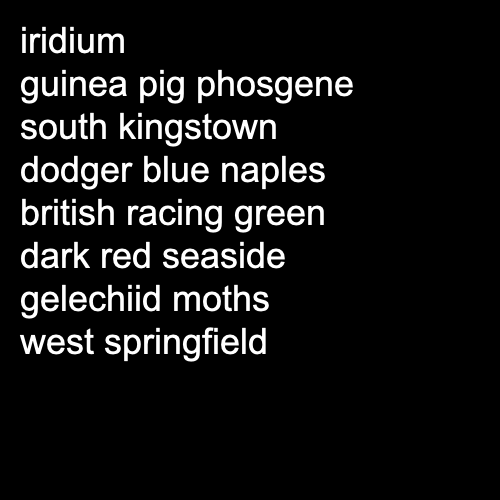 iridium
guinea pig phosgene
south kingstown
dodger blue naples
british racing green
dark red seaside
gelechiid moths
west springfield